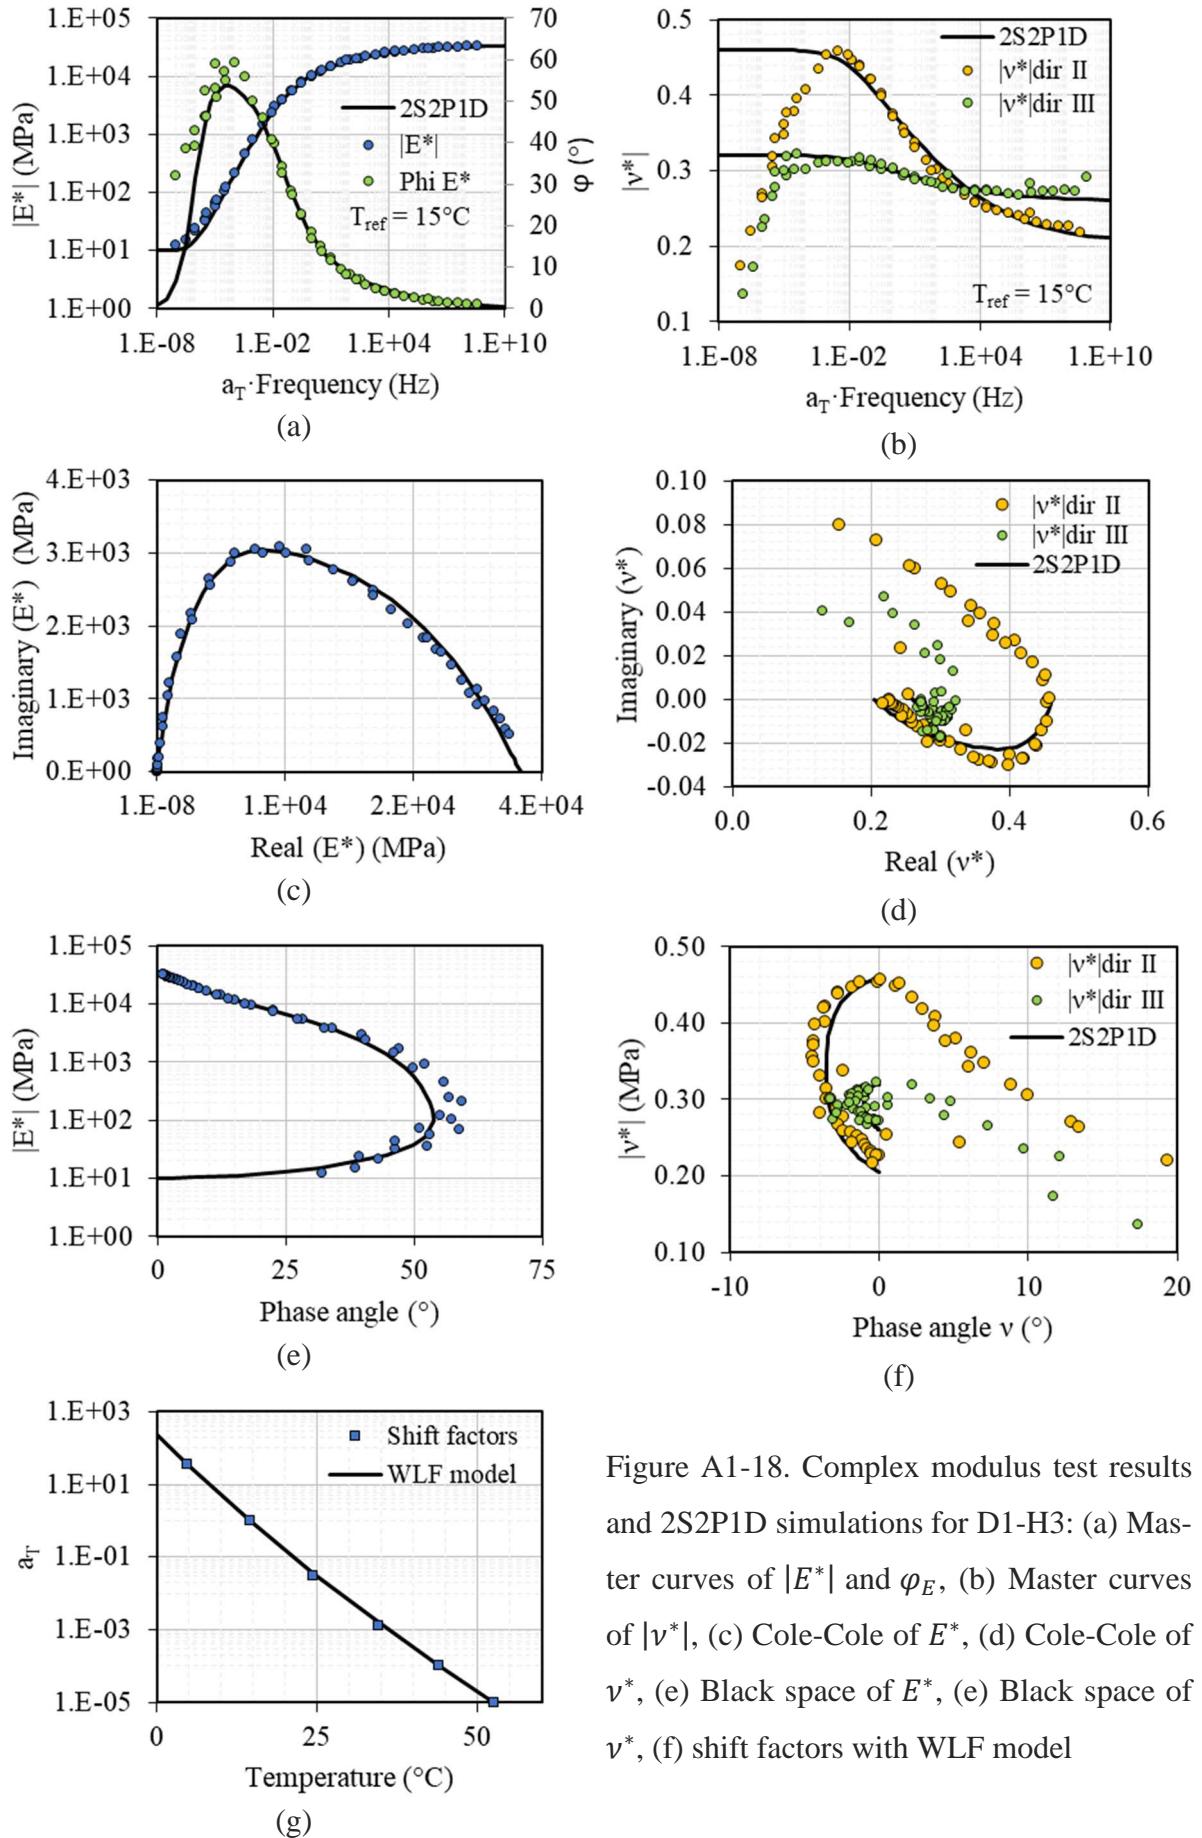 1.E+05
1.E+04
1.E+03
1.E+02
1.E+01
1.E+00
|E*| (MPa)
70
60
50
40
30
20
10
0
φ (°)
2S2P1D
|E*|
Phi E*
Tref = 15°C
1.E-08 1.E-02 1.E+04 1.E+10
aT·Frequency (Hz)
(a)
0.5
0.4
0.3
0.2
0.1
|ν*|
2S2P1D
|ν*|dir II
|ν*|dir III
Tref = 15°C
1.E-08 1.E-02 1.E+04 1.E+10
aT·Frequency (Hz)
(b)
4.E+03
3.E+03
2.E+03
1.E+03
0.E+00
Imaginary (E*) (MPa)
1.E-08 1.E+04 2.E+04 4.E+04
Real (E*) (MPa)
(c)
0.10
0.08
0.06
0.04
0.02
0.00
-0.02
-0.04
Imaginary (ν*)
|ν*|dir II
|ν*|dir III
2S2P1D
0.0 0.2 0.4 0.6
Real (ν*)
(d)
1.E+05
1.E+04
1.E+03
1.E+02
1.E+01
1.E+00
|E*| (MPa)
0 25 50 75
Phase angle (°)
(e)
0.50
0.40
0.30
0.20
0.10
|ν*| (MPa)
|ν*|dir II
|ν*|dir III
2S2P1D
-10 0 10 20
Phase angle ν (°)
(f)
1.E+03
1.E+01
1.E-01
1.E-03
1.E-05
aT
Shift factors
WLF model
0 25 50
Temperature (°C)
(g)
Figure A1-18. Complex modulus test results
and 2S2P1D simulations for D1-H3: (a) Mas-
ter curves of |E*| and φE, (b) Master curves
of |ν*|, (c) Cole-Cole of E*, (d) Cole-Cole of
ν*, (e) Black space of E*, (e) Black space of
ν*, (f) shift factors with WLF model